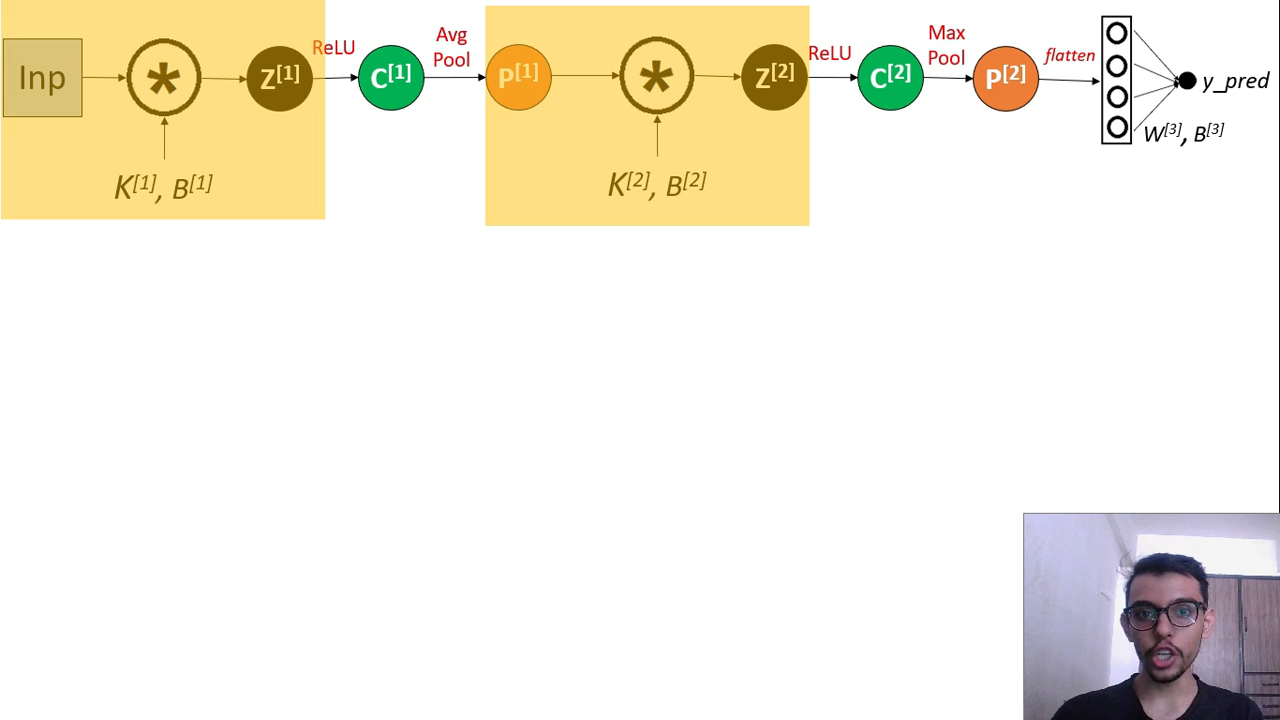 Inp
*
Z[1]
ReLU
C[1]
Avg
Pool
P[1]
*
Z[2]
ReLU
C[2]
Max
Pool
P[2]
flatten
y_pred
W[3], B[3]
K[1], B[1]
K[2], B[2]